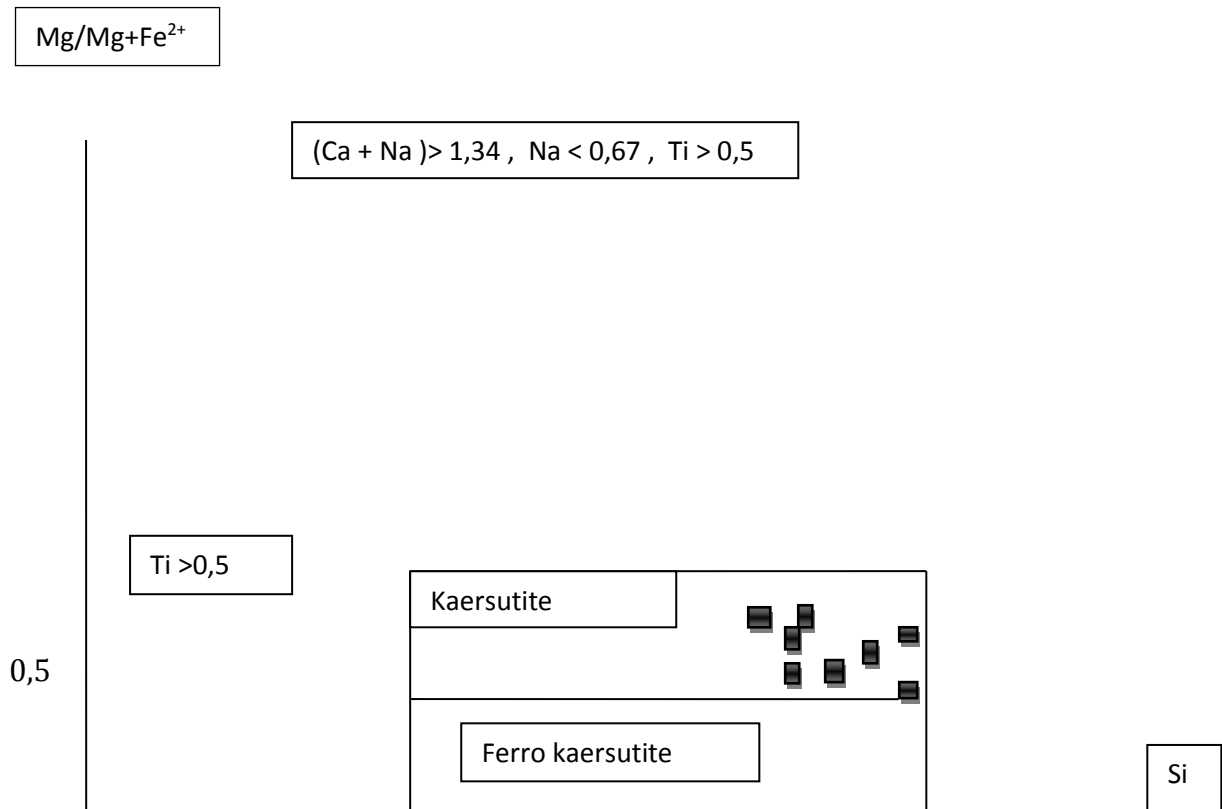 Mg/Mg+Fe²⁺
(Ca + Na )> 1,34 ,  Na < 0,67 ,  Ti > 0,5
Ti >0,5
Kaersutite
0,5
Ferro kaersutite
Si